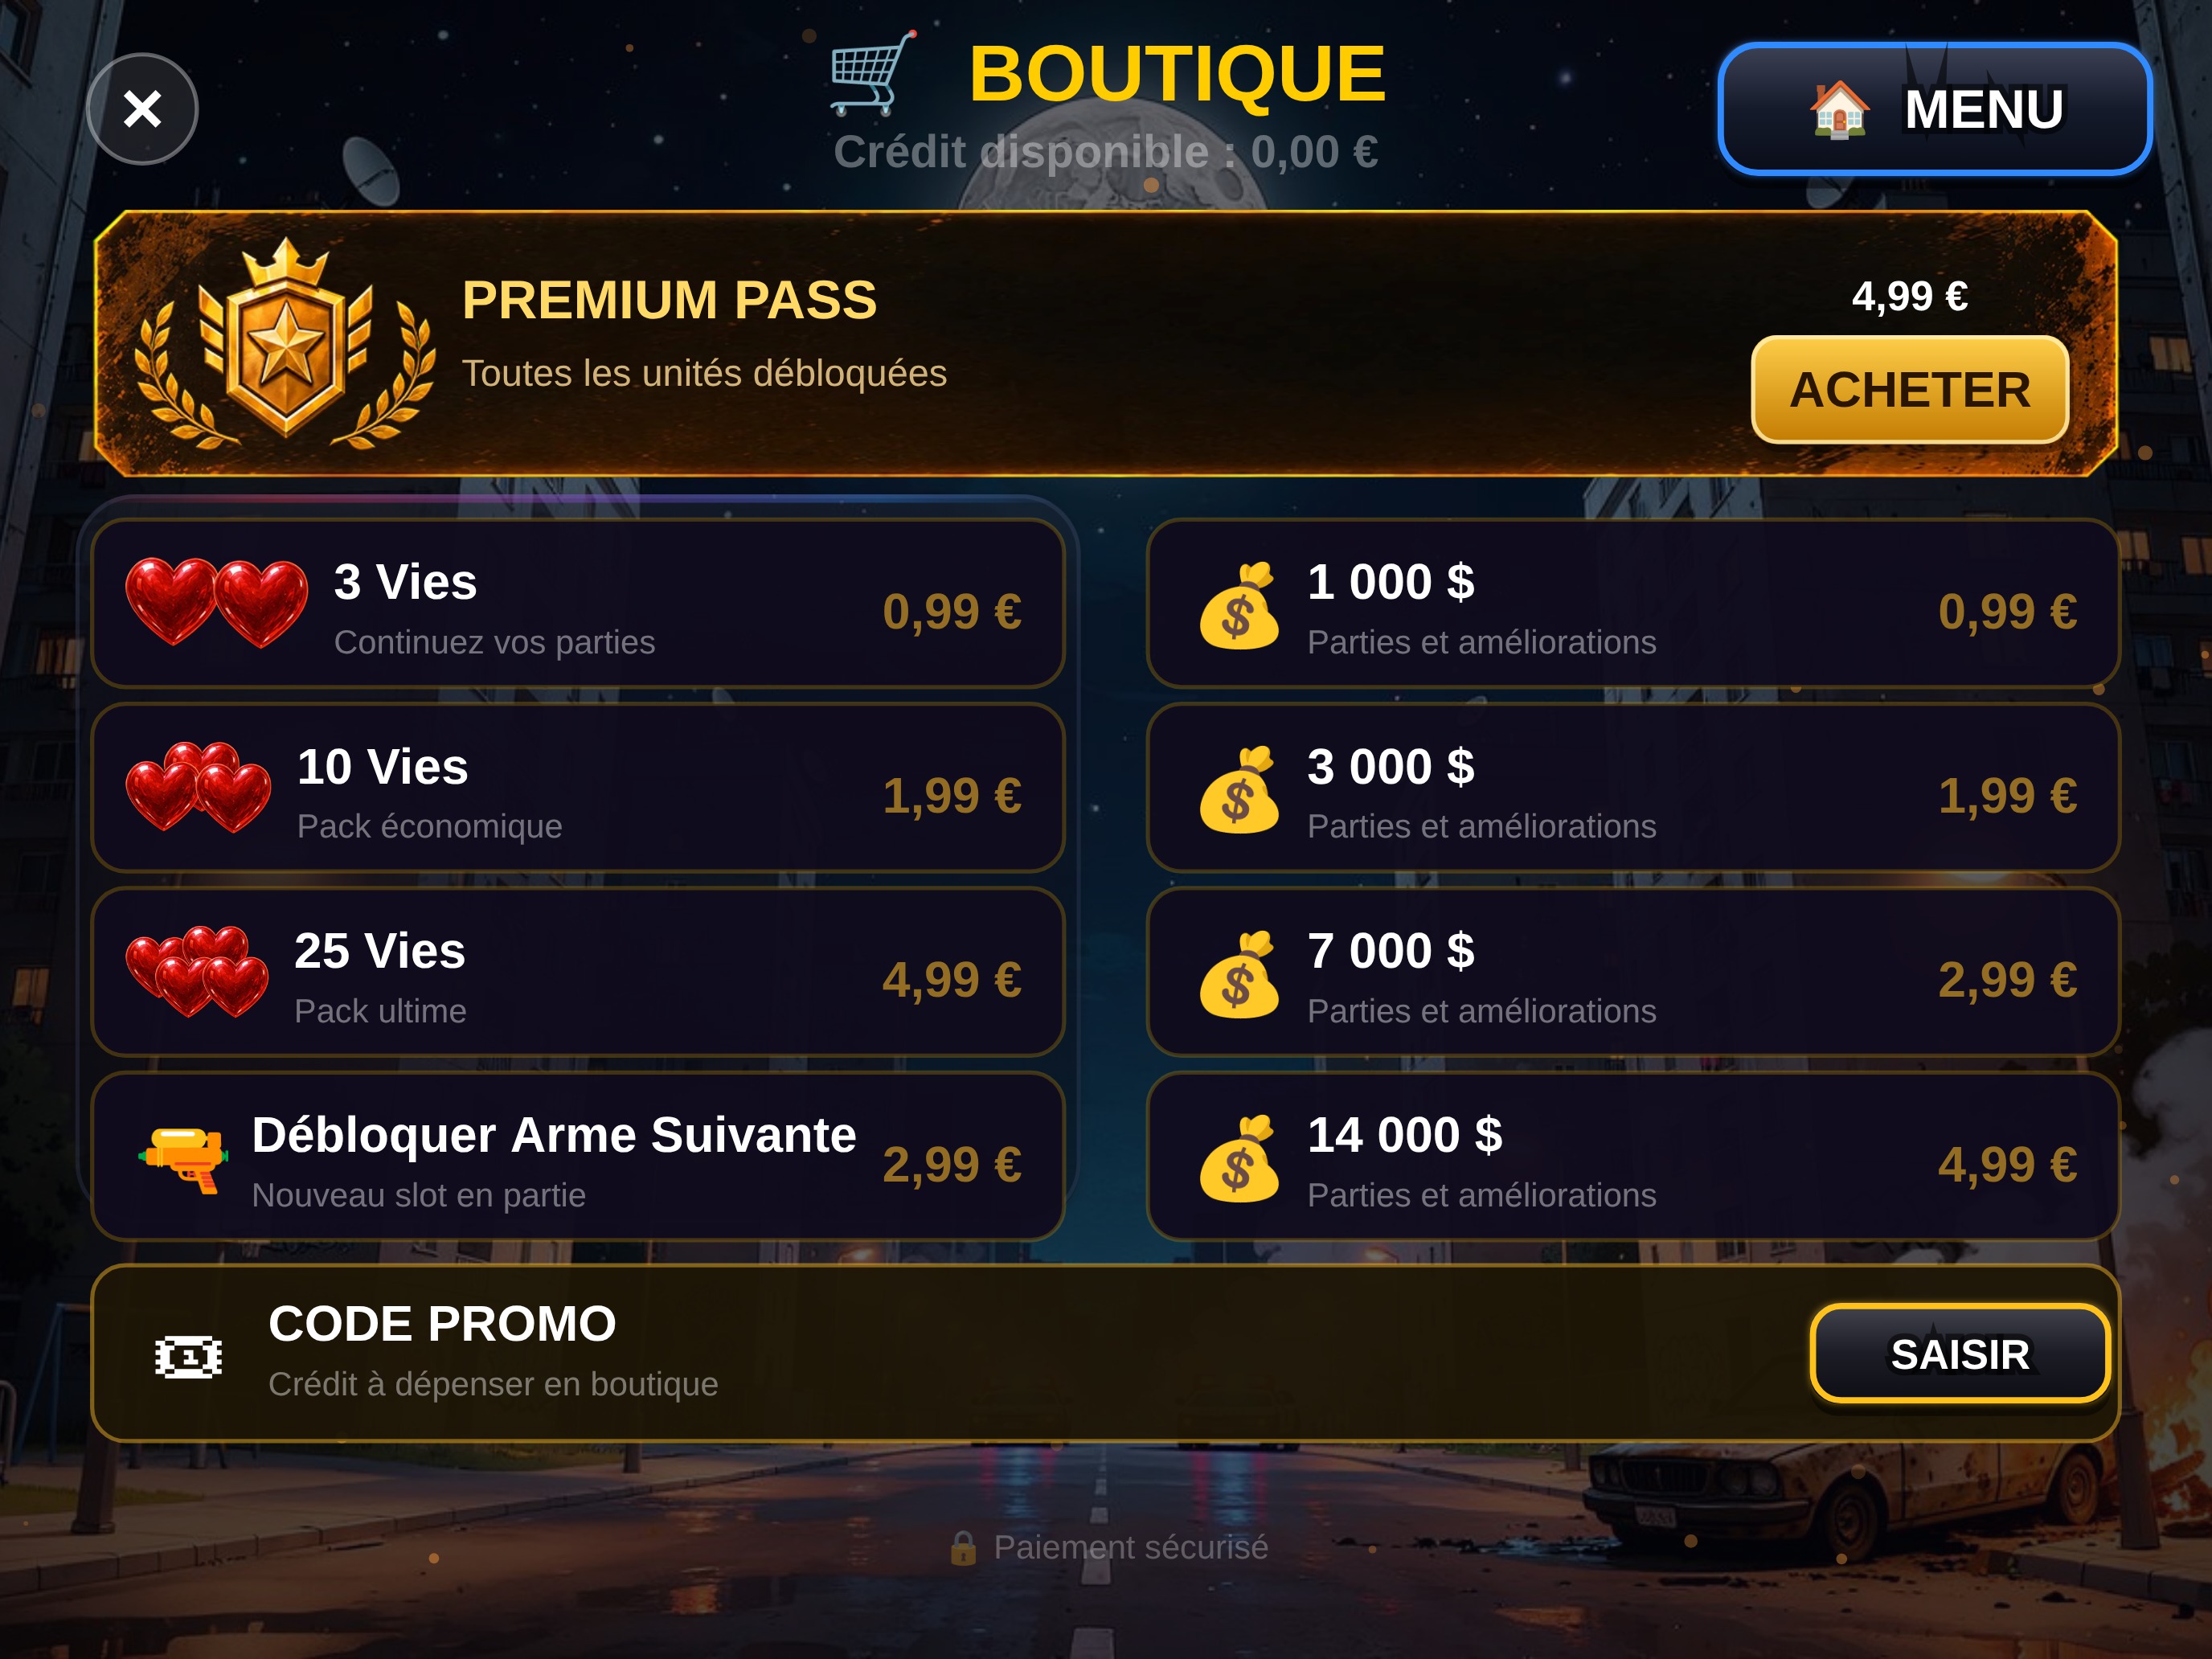 BOUTIQUE
Crédit disponible : 0,00 €
MENU
PREMIUM PASS
Toutes les unités débloquées
4,99 €
ACHETER
3 Vies
Continuez vos parties
0,99 €
1 000 $
Parties et améliorations
0,99 €
10 Vies
Pack économique
1,99 €
3 000 $
Parties et améliorations
1,99 €
25 Vies
Pack ultime
4,99 €
7 000 $
Parties et améliorations
2,99 €
Débloquer Arme Suivante
Nouveau slot en partie
2,99 €
14 000 $
Parties et améliorations
4,99 €
CODE PROMO
Crédit à dépenser en boutique
SAISIR
Paiement sécurisé